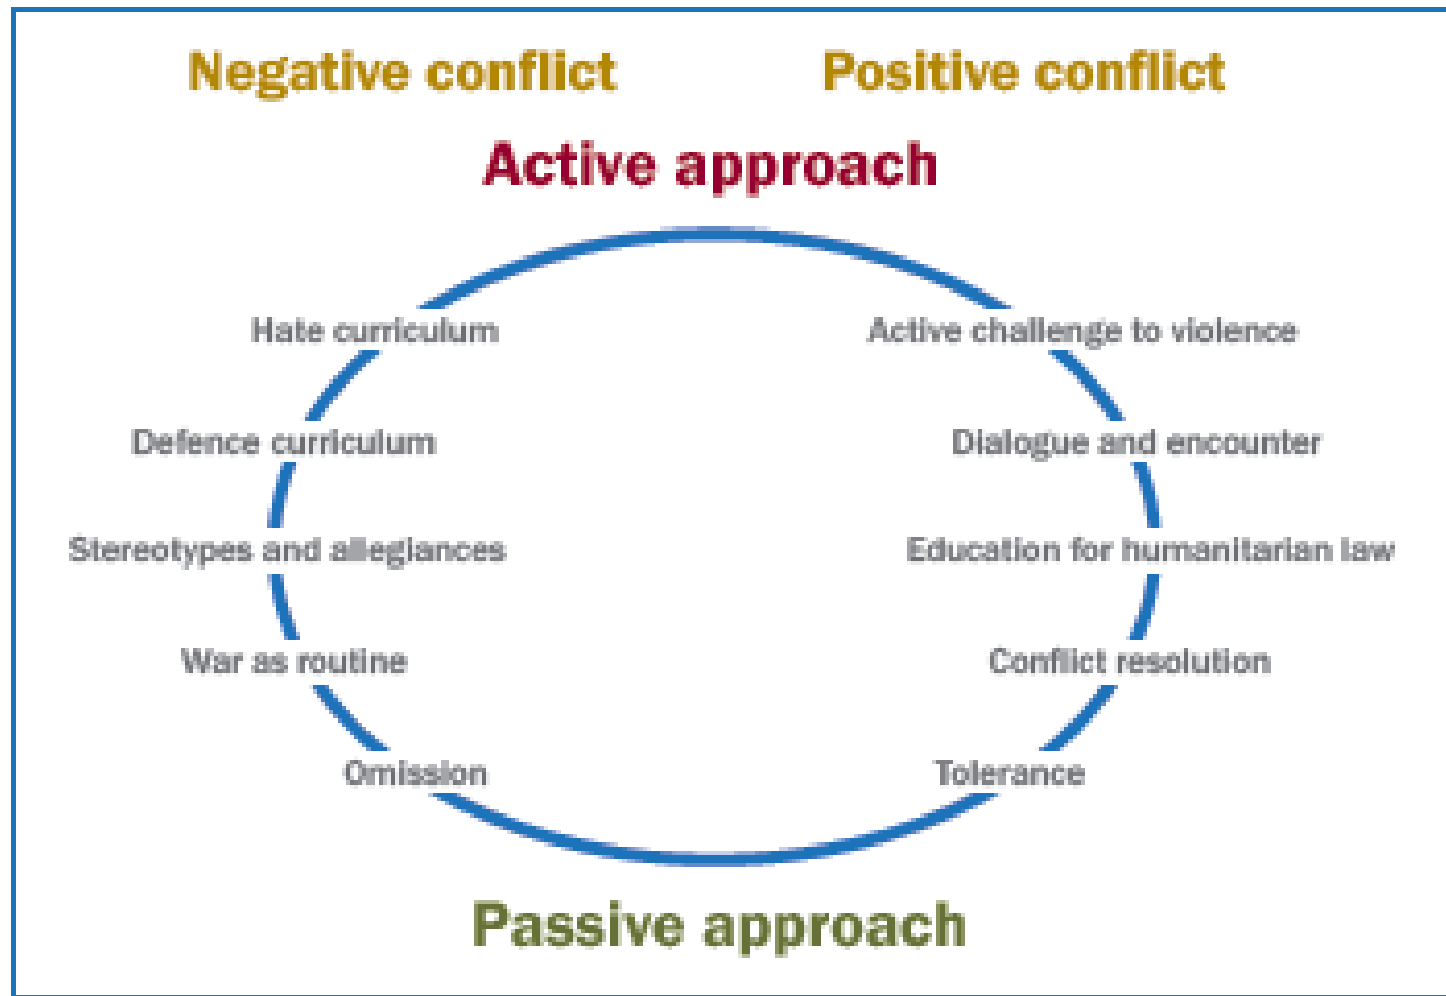 Negative conflict Positive conflict
Active approach
Hate curriculum Active challenge to violence
Defence curriculum Dialogue and encounter
Stereotypes and allegiances Education for humanitarian law
War as routine Conflict resolution
Omission Tolerance
Passive approach